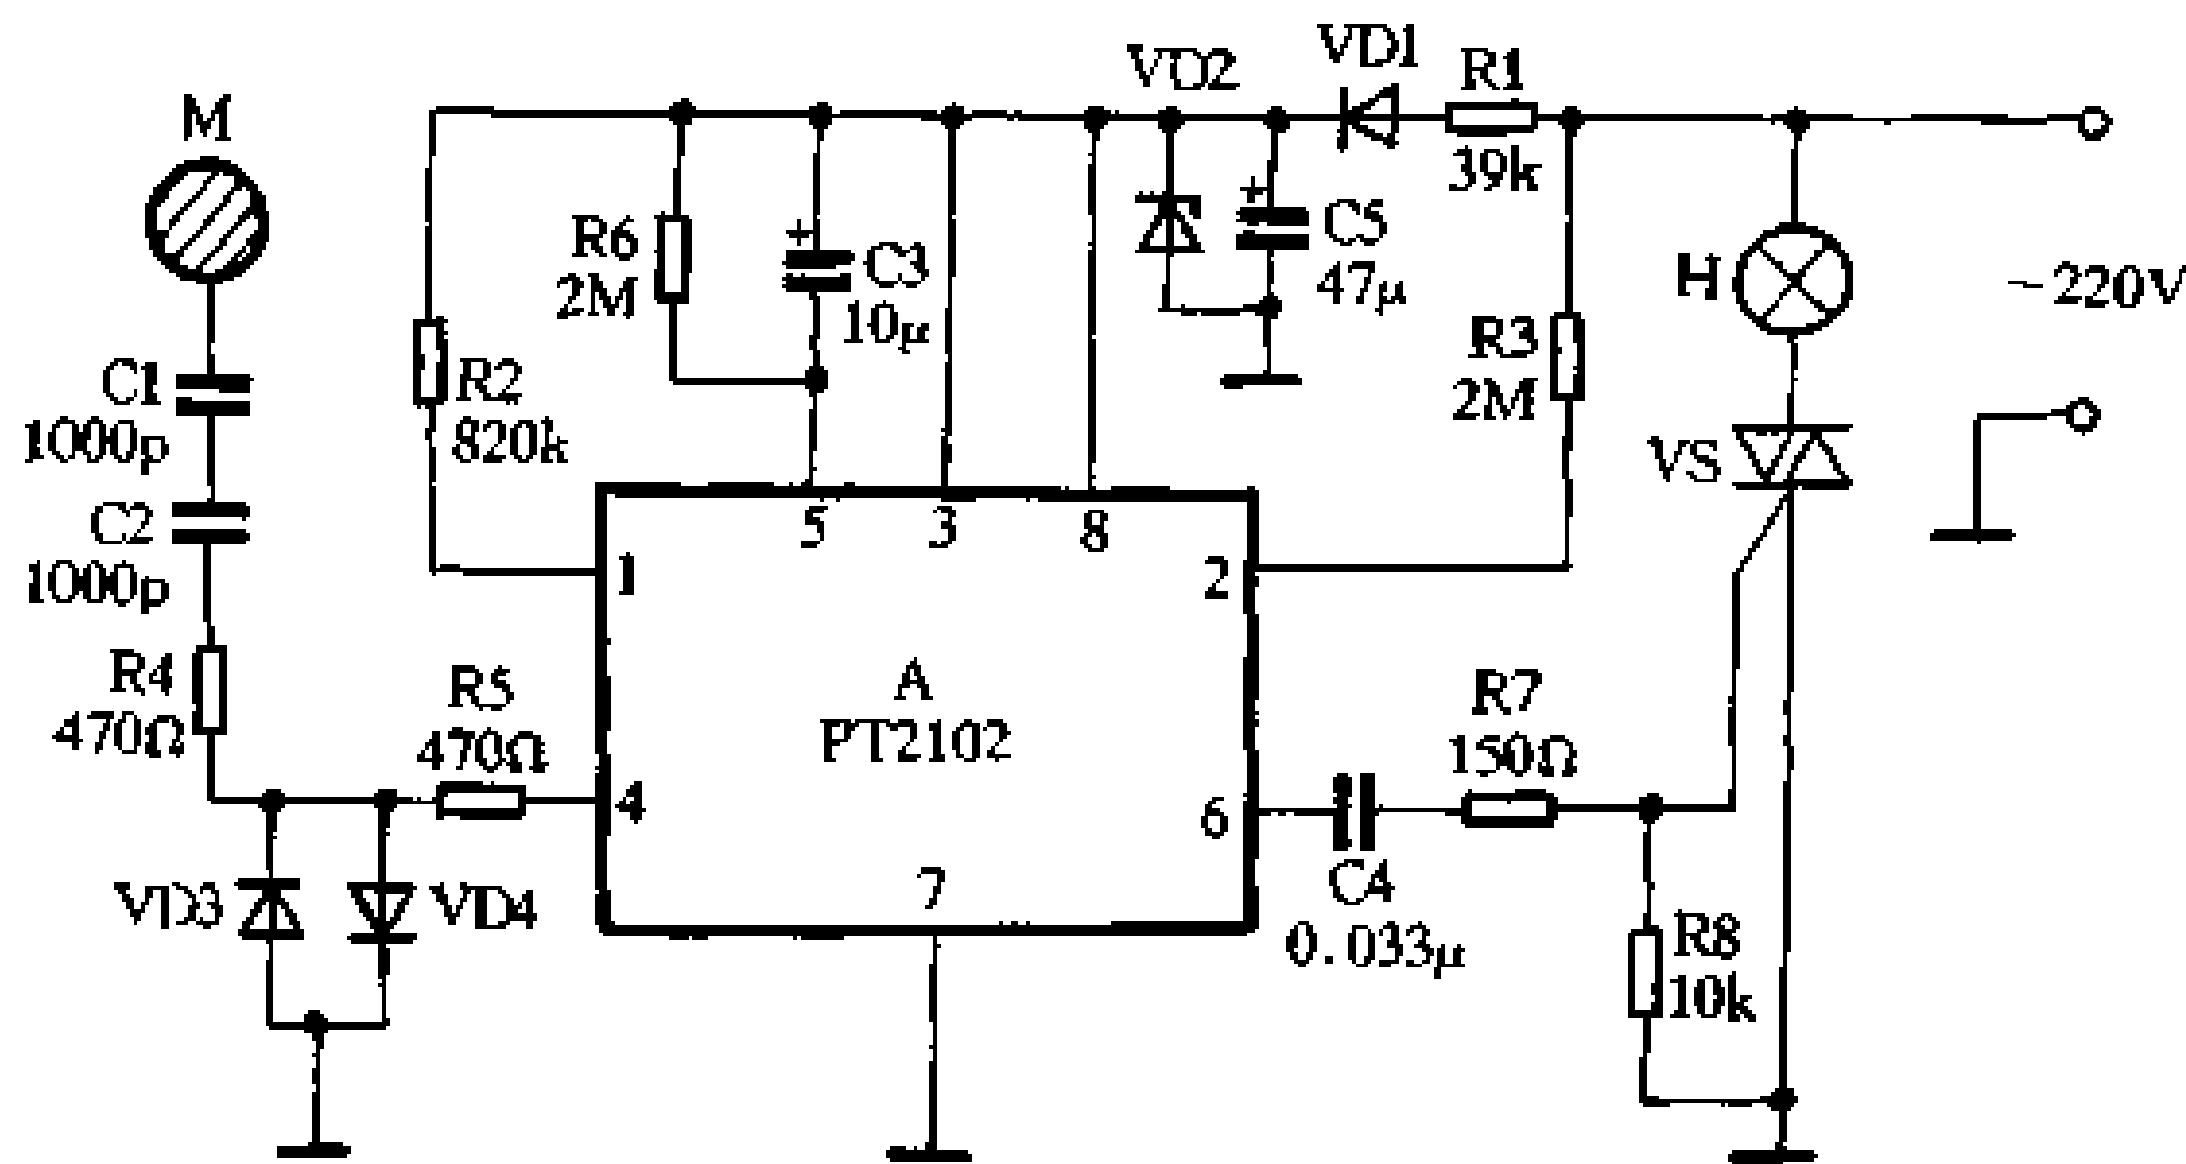 M
VD2
VD1
R1
39k
R6
2M
+
C3
10μ
+
C5
47μ
H
~220V
R3
2M
C1
1000p
R2
820k
VS
C2
1000p
5
3
8
1
2
R4
470Ω
R5
470Ω
A
PT2102
R7
150Ω
4
6
7
C4
0.033μ
VD3
VD4
R8
10k